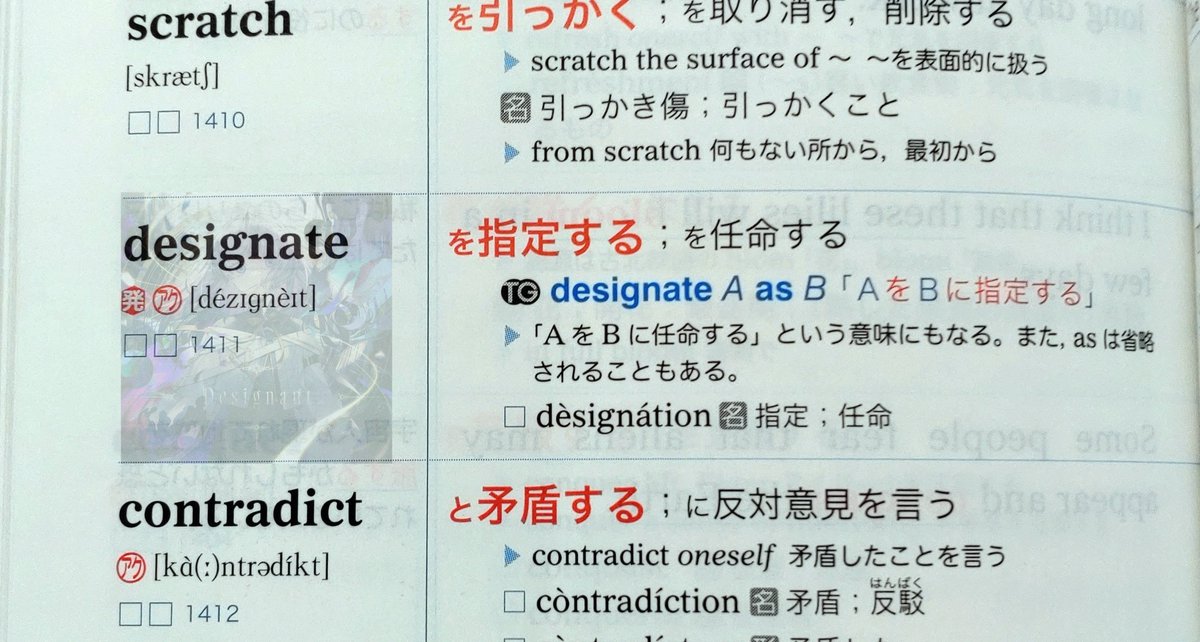 scratch
[skrætʃ]
□□ 1410
を引っかく；を取り消す，削除する
scratch the surface of ～ ～を表面的に扱う
名 引っかき傷；引っかくこと
from scratch 何もない所から，最初から
designate
発 アク [dézɪgnèɪt]
□□ 1411
Designant.
を指定する；を任命する
TG designate A as B「AをBに指定する」
「AをBに任命する」という意味にもなる。また, as は省略
されることもある。
□ dèsignátion 名 指定；任命
contradict
アク [kà(ː)ntrədíkt]
□□ 1412
と矛盾する；に反対意見を言う
contradict oneself 矛盾したことを言う
はんばく
□ còntradíction 名 矛盾；反駁